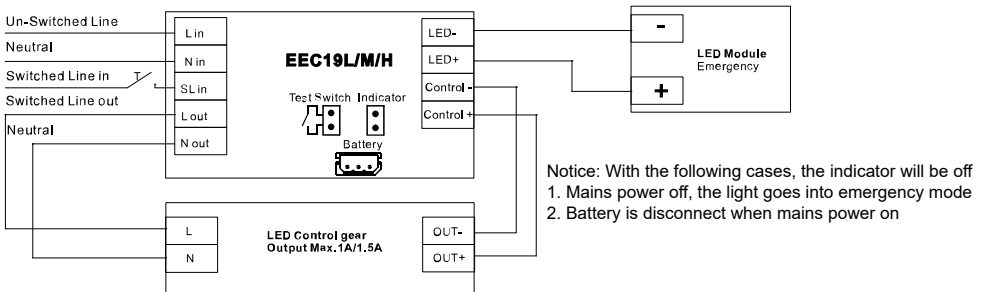 Un-Switched Line
Neutral
Switched Line in
Switched Line out
Neutral
L in
N in
SL in
L out
N out
EEC19L/M/H
Test Switch Indicator
Battery
LED-
LED+
Control -
Control +
-
+
LED Module
Emergency
Notice: With the following cases, the indicator will be off
1. Mains power off, the light goes into emergency mode
2. Battery is disconnect when mains power on
L
N
LED Control gear
Output Max.1A/1.5A
OUT-
OUT+